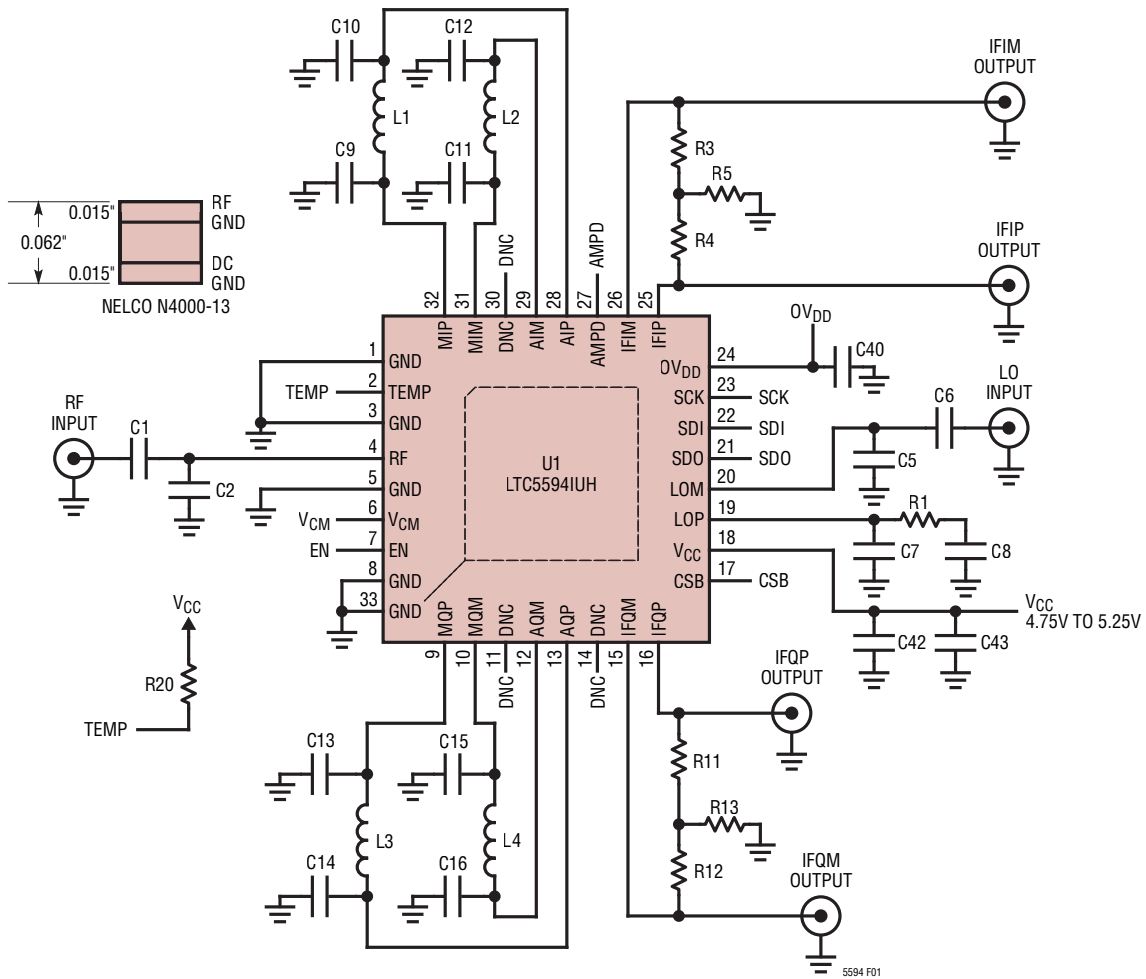 C10
C12
L1
L2
C9
C11
IFIM
OUTPUT
R3
R5
R4
IFIP
OUTPUT
0.015"
RF
GND
0.062"
0.015"
DC
GND
NELCO N4000-13
DNC
AMPD
32
31
30
29
28
27
26
25
MIP
MIM
DNC
AIM
AIP
AMPD
IFIM
IFIP
OVDD
C40
RF
INPUT
C1
C2
TEMP
VCM
EN
1
GND
2
TEMP
3
GND
4
RF
5
GND
6
VCM
7
EN
8
GND
33
GND
U1
LTC5594IUH
OVDD
24
SCK
23
SCK
SDI
22
SDI
SDO
21
SDO
LOM
20
LOP
19
VCC
18
CSB
17
CSB
LO
INPUT
C6
C5
R1
C7
C8
VCC
4.75V TO 5.25V
C42
C43
MQP
MQM
DNC
AQM
AQP
DNC
IFQM
IFQP
9
10
11
12
13
14
15
16
DNC
DNC
VCC
R20
TEMP
C13
C15
L3
L4
C14
C16
IFQP
OUTPUT
R11
R13
R12
IFQM
OUTPUT
5594 F01